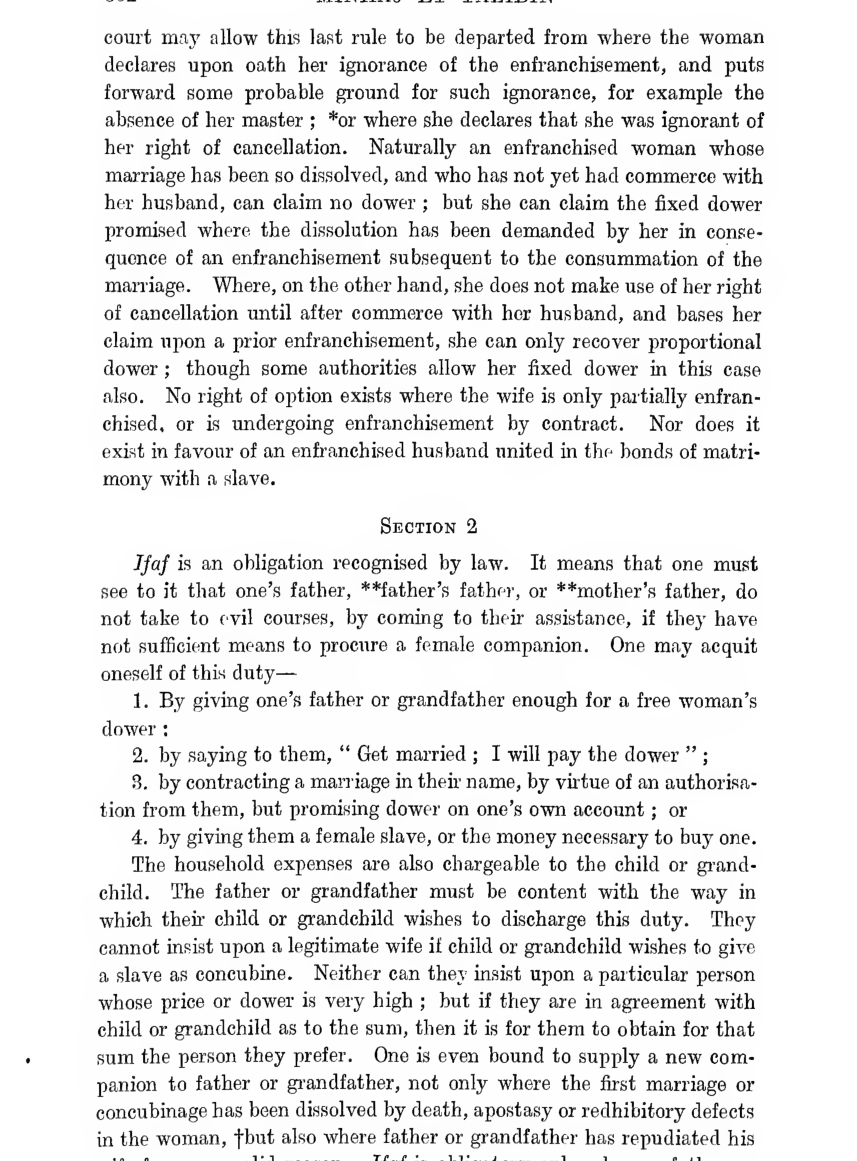 court may allow this last rule to be departed from where the woman
declares upon oath her ignorance of the enfranchisement, and puts
forward some probable ground for such ignorance, for example the
absence of her master ; *or where she declares that she was ignorant of
her right of cancellation. Naturally an enfranchised woman whose
marriage has been so dissolved, and who has not yet had commerce with
her husband, can claim no dower ; but she can claim the fixed dower
promised where the dissolution has been demanded by her in conse-
quence of an enfranchisement subsequent to the consummation of the
marriage. Where, on the other hand, she does not make use of her right
of cancellation until after commerce with her husband, and bases her
claim upon a prior enfranchisement, she can only recover proportional
dower ; though some authorities allow her fixed dower in this case
also. No right of option exists where the wife is only partially enfran-
chised, or is undergoing enfranchisement by contract. Nor does it
exist in favour of an enfranchised husband united in the bonds of matri-
mony with a slave.
SECTION 2
Ifaf is an obligation recognised by law. It means that one must
see to it that one's father, **father's father, or **mother's father, do
not take to evil courses, by coming to their assistance, if they have
not sufficient means to procure a female companion. One may acquit
oneself of this duty—
1. By giving one's father or grandfather enough for a free woman's
dower :
2. by saying to them, “ Get married ; I will pay the dower ” ;
3. by contracting a marriage in their name, by virtue of an authorisa-
tion from them, but promising dower on one's own account ; or
4. by giving them a female slave, or the money necessary to buy one.
The household expenses are also chargeable to the child or grand-
child. The father or grandfather must be content with the way in
which their child or grandchild wishes to discharge this duty. They
cannot insist upon a legitimate wife if child or grandchild wishes to give
a slave as concubine. Neither can they insist upon a particular person
whose price or dower is very high ; but if they are in agreement with
child or grandchild as to the sum, then it is for them to obtain for that
sum the person they prefer. One is even bound to supply a new com-
panion to father or grandfather, not only where the first marriage or
concubinage has been dissolved by death, apostasy or redhibitory defects
in the woman, †but also where father or grandfather has repudiated his